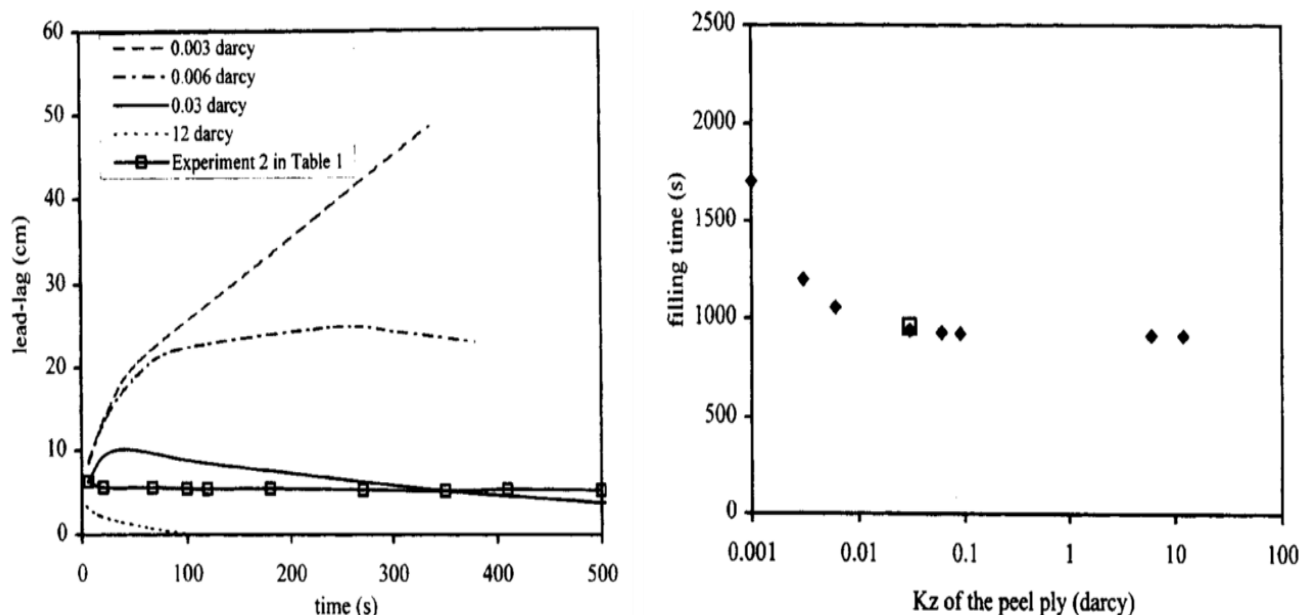 60
50
40
30
20
10
0
lead-lag (cm)
0.003 darcy
0.006 darcy
0.03 darcy
12 darcy
Experiment 2 in Table 1
0 100 200 300 400 500
time (s)
2500
2000
1500
1000
500
0
filling time (s)
0.001 0.01 0.1 1 10 100
Kz of the peel ply (darcy)